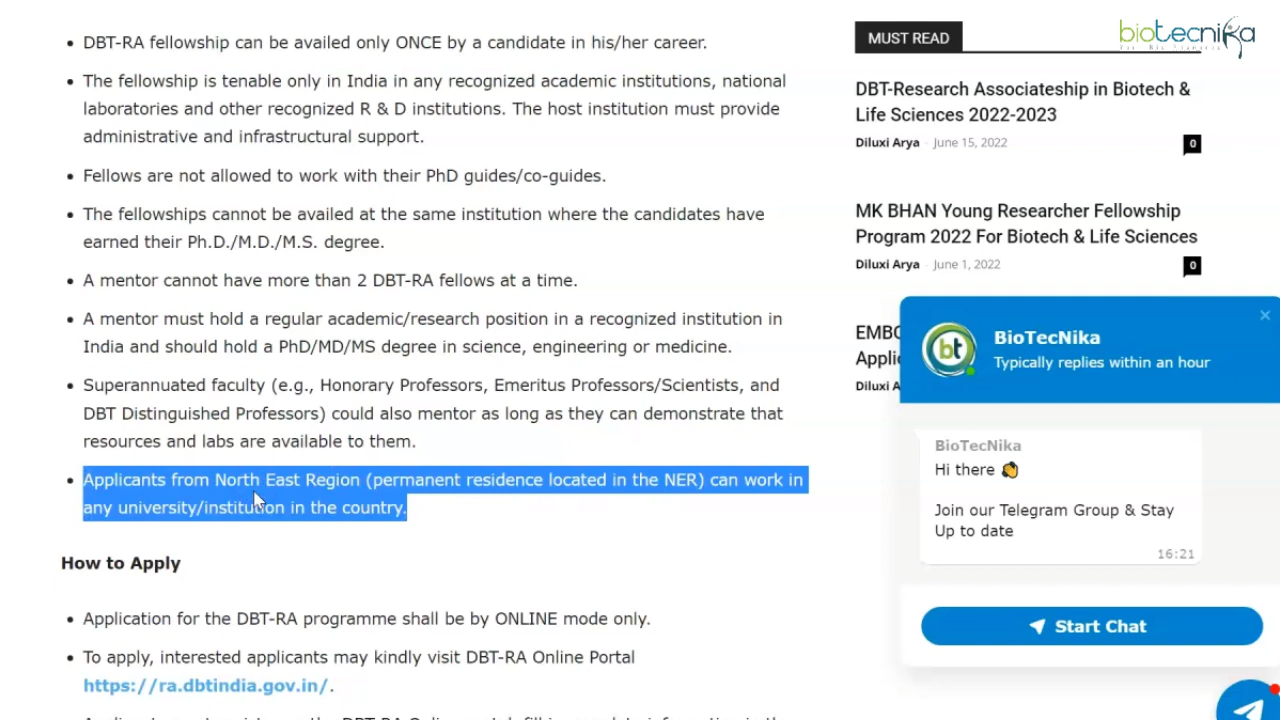 DBT-RA fellowship can be availed only ONCE by a candidate in his/her career.
The fellowship is tenable only in India in any recognized academic institutions, national
laboratories and other recognized R & D institutions. The host institution must provide
administrative and infrastructural support.
Fellows are not allowed to work with their PhD guides/co-guides.
The fellowships cannot be availed at the same institution where the candidates have
earned their Ph.D./M.D./M.S. degree.
A mentor cannot have more than 2 DBT-RA fellows at a time.
A mentor must hold a regular academic/research position in a recognized institution in
India and should hold a PhD/MD/MS degree in science, engineering or medicine.
Superannuated faculty (e.g., Honorary Professors, Emeritus Professors/Scientists, and
DBT Distinguished Professors) could also mentor as long as they can demonstrate that
resources and labs are available to them.
Applicants from North East Region (permanent residence located in the NER) can work in
any university/institution in the country.
How to Apply
Application for the DBT-RA programme shall be by ONLINE mode only.
To apply, interested applicants may kindly visit DBT-RA Online Portal
https://ra.dbtindia.gov.in/.
biotecnika
MUST READ
DBT-Research Associateship in Biotech &
Life Sciences 2022-2023
Diluxi Arya - June 15, 2022
0
MK BHAN Young Researcher Fellowship
Program 2022 For Biotech & Life Sciences
Diluxi Arya - June 1, 2022
0
Diluxi
BioTecNika
Typically replies within an hour
bt
BioTecNika
Hi there
Join our Telegram Group & Stay
Up to date
16:21
Start Chat